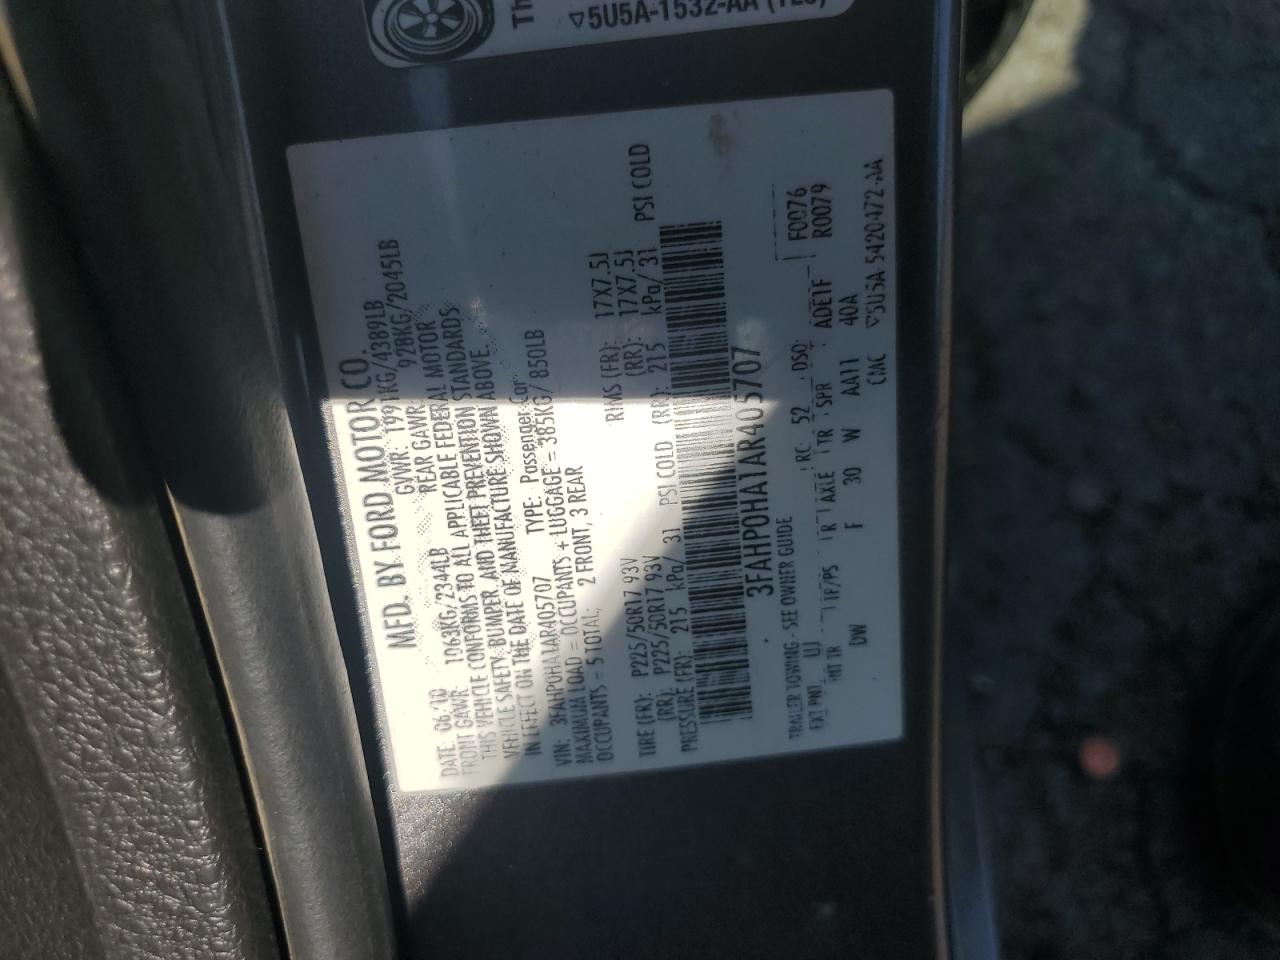 Th
▽5U5A-1532-AA
MFD. BY FORD MOTOR CO.
DATE: 06/10 GVWR: 1991KG/4389LB
FRONT GAWR: 1063KG/2344LB REAR GAWR: 928KG/2045LB
THIS VEHICLE CONFORMS TO ALL APPLICABLE FEDERAL MOTOR
VEHICLE SAFETY, BUMPER, AND THEFT PREVENTION STANDARDS
IN EFFECT ON THE DATE OF MANUFACTURE SHOWN ABOVE.
VIN: 3FAHP0HA1AR405707 TYPE: Passenger Car
MAXIMUM LOAD = OCCUPANTS + LUGGAGE = 385KG/ 850LB
OCCUPANTS = 5 TOTAL; 2 FRONT, 3 REAR
TIRE (FR): P225/50R17 93V RIMS (FR): 17X7.5J
(RR): P225/50R17 93V (RR): 17X7.5J
PRESSURE (FR): 215 kPa/ 31 PSI COLD (RR): 215 kPa/ 31 PSI COLD
3FAHP0HA1AR405707
TRAILER TOWING - SEE OWNER GUIDE F0076
EXT PNT: UJ RC: 52 DSO: R0079
INT TR TP/PS R AXLE TR SPR ADE1F
DW F 30 W AA11 40A
CMC ▽5U5A-5420472-AA